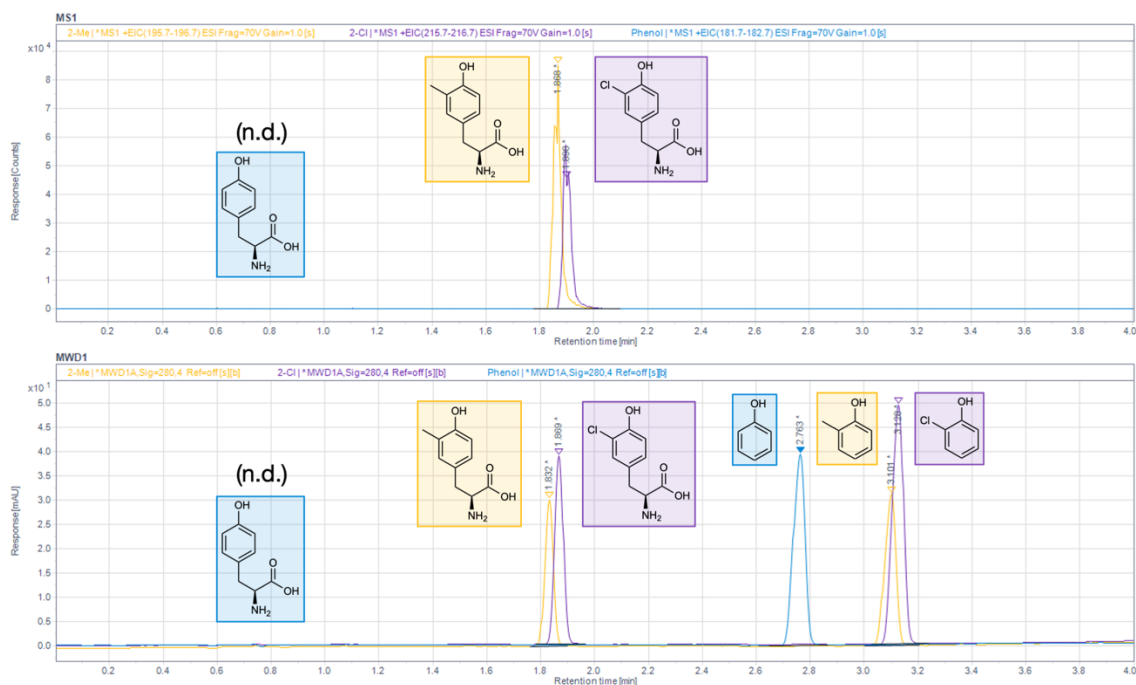 MS1
2-Me | *MS1 +EIC(195.7-196.7) ESI Frag=70V Gain=1.0 [s] 2-Cl | *MS1 +EIC(215.7-216.7) ESI Frag=70V Gain=1.0 [s] Phenol | *MS1 +EIC(181.7-182.7) ESI Frag=70V Gain=1.0 [s]
x10⁴
Response [Counts]
8
7
6
5
4
3
2
1
0
(n.d.)
OH
O
OH
NH₂
OH
O
OH
NH₂
1.868 *
OH
Cl
O
OH
NH₂
0.2 0.4 0.6 0.8 1.0 1.2 1.4 1.6 1.8 2.0 2.2 2.4 2.6 2.8 3.0 3.2 3.4 3.6 3.8 4.0
Retention time [min]
MWD1
2-Me | *MWD1A,Sig=280,4 Ref=off [s][b] 2-Cl | *MWD1A,Sig=280,4 Ref=off [s][b] Phenol | *MWD1A,Sig=280,4 Ref=off [s][b]
x10¹
Response [mAU]
5.0
4.5
4.0
3.5
3.0
2.5
2.0
1.5
1.0
0.5
0.0
(n.d.)
OH
O
OH
NH₂
OH
O
OH
NH₂
1.832 *
1.869 *
OH
Cl
O
OH
NH₂
OH
2.763 *
OH
3.101 *
3.128 *
OH
Cl
0.2 0.4 0.6 0.8 1.0 1.2 1.4 1.6 1.8 2.0 2.2 2.4 2.6 2.8 3.0 3.2 3.4 3.6 3.8 4.0
Retention time [min]